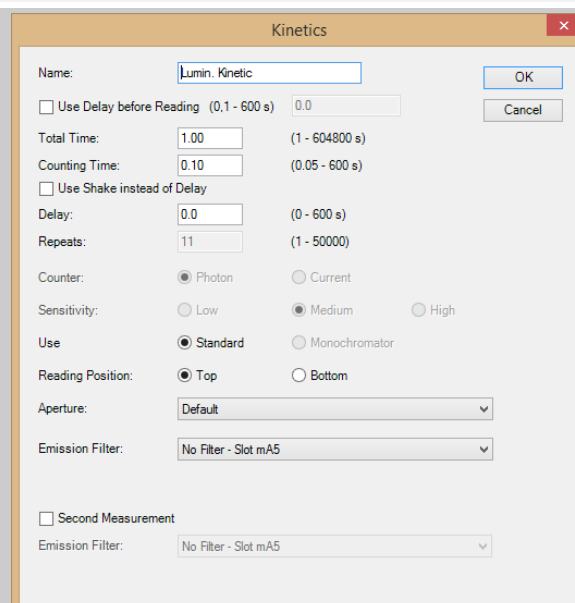 Kinetics
Name: Lumin. Kinetic OK
Use Delay before Reading (0,1 - 600 s) 0.0 Cancel
Total Time: 1.00 (1 - 604800 s)
Counting Time: 0.10 (0.05 - 600 s)
Use Shake instead of Delay
Delay: 0.0 (0 - 600 s)
Repeats: 11 (1 - 50000)
Counter: Photon Current
Sensitivity: Low Medium High
Use Standard Monochromator
Reading Position: Top Bottom
Aperture: Default
Emission Filter: No Filter - Slot mA5
Second Measurement
Emission Filter: No Filter - Slot mA5